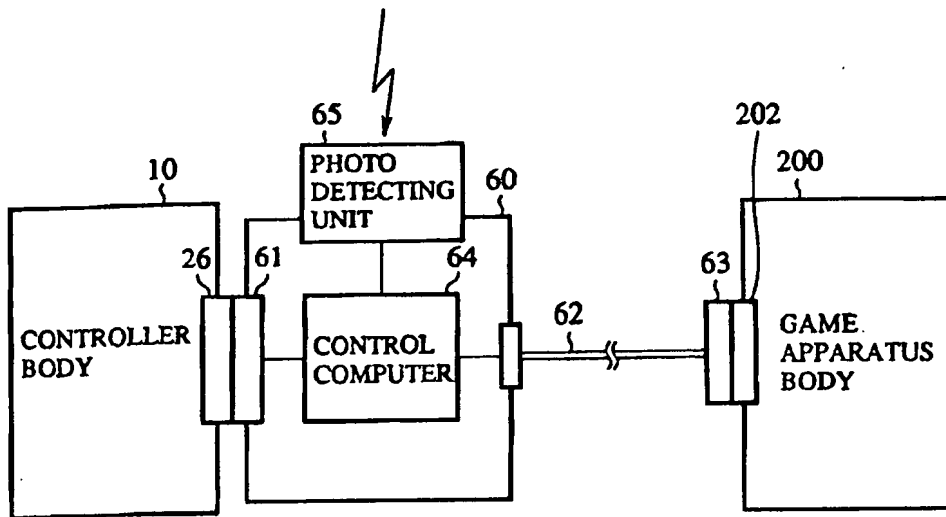 202
65
200
10
PHOTO
DETECTING
UNIT
60
26
61
64
63
62
CONTROLLER
BODY
CONTROL
COMPUTER
GAME.
APPARATUS
BODY